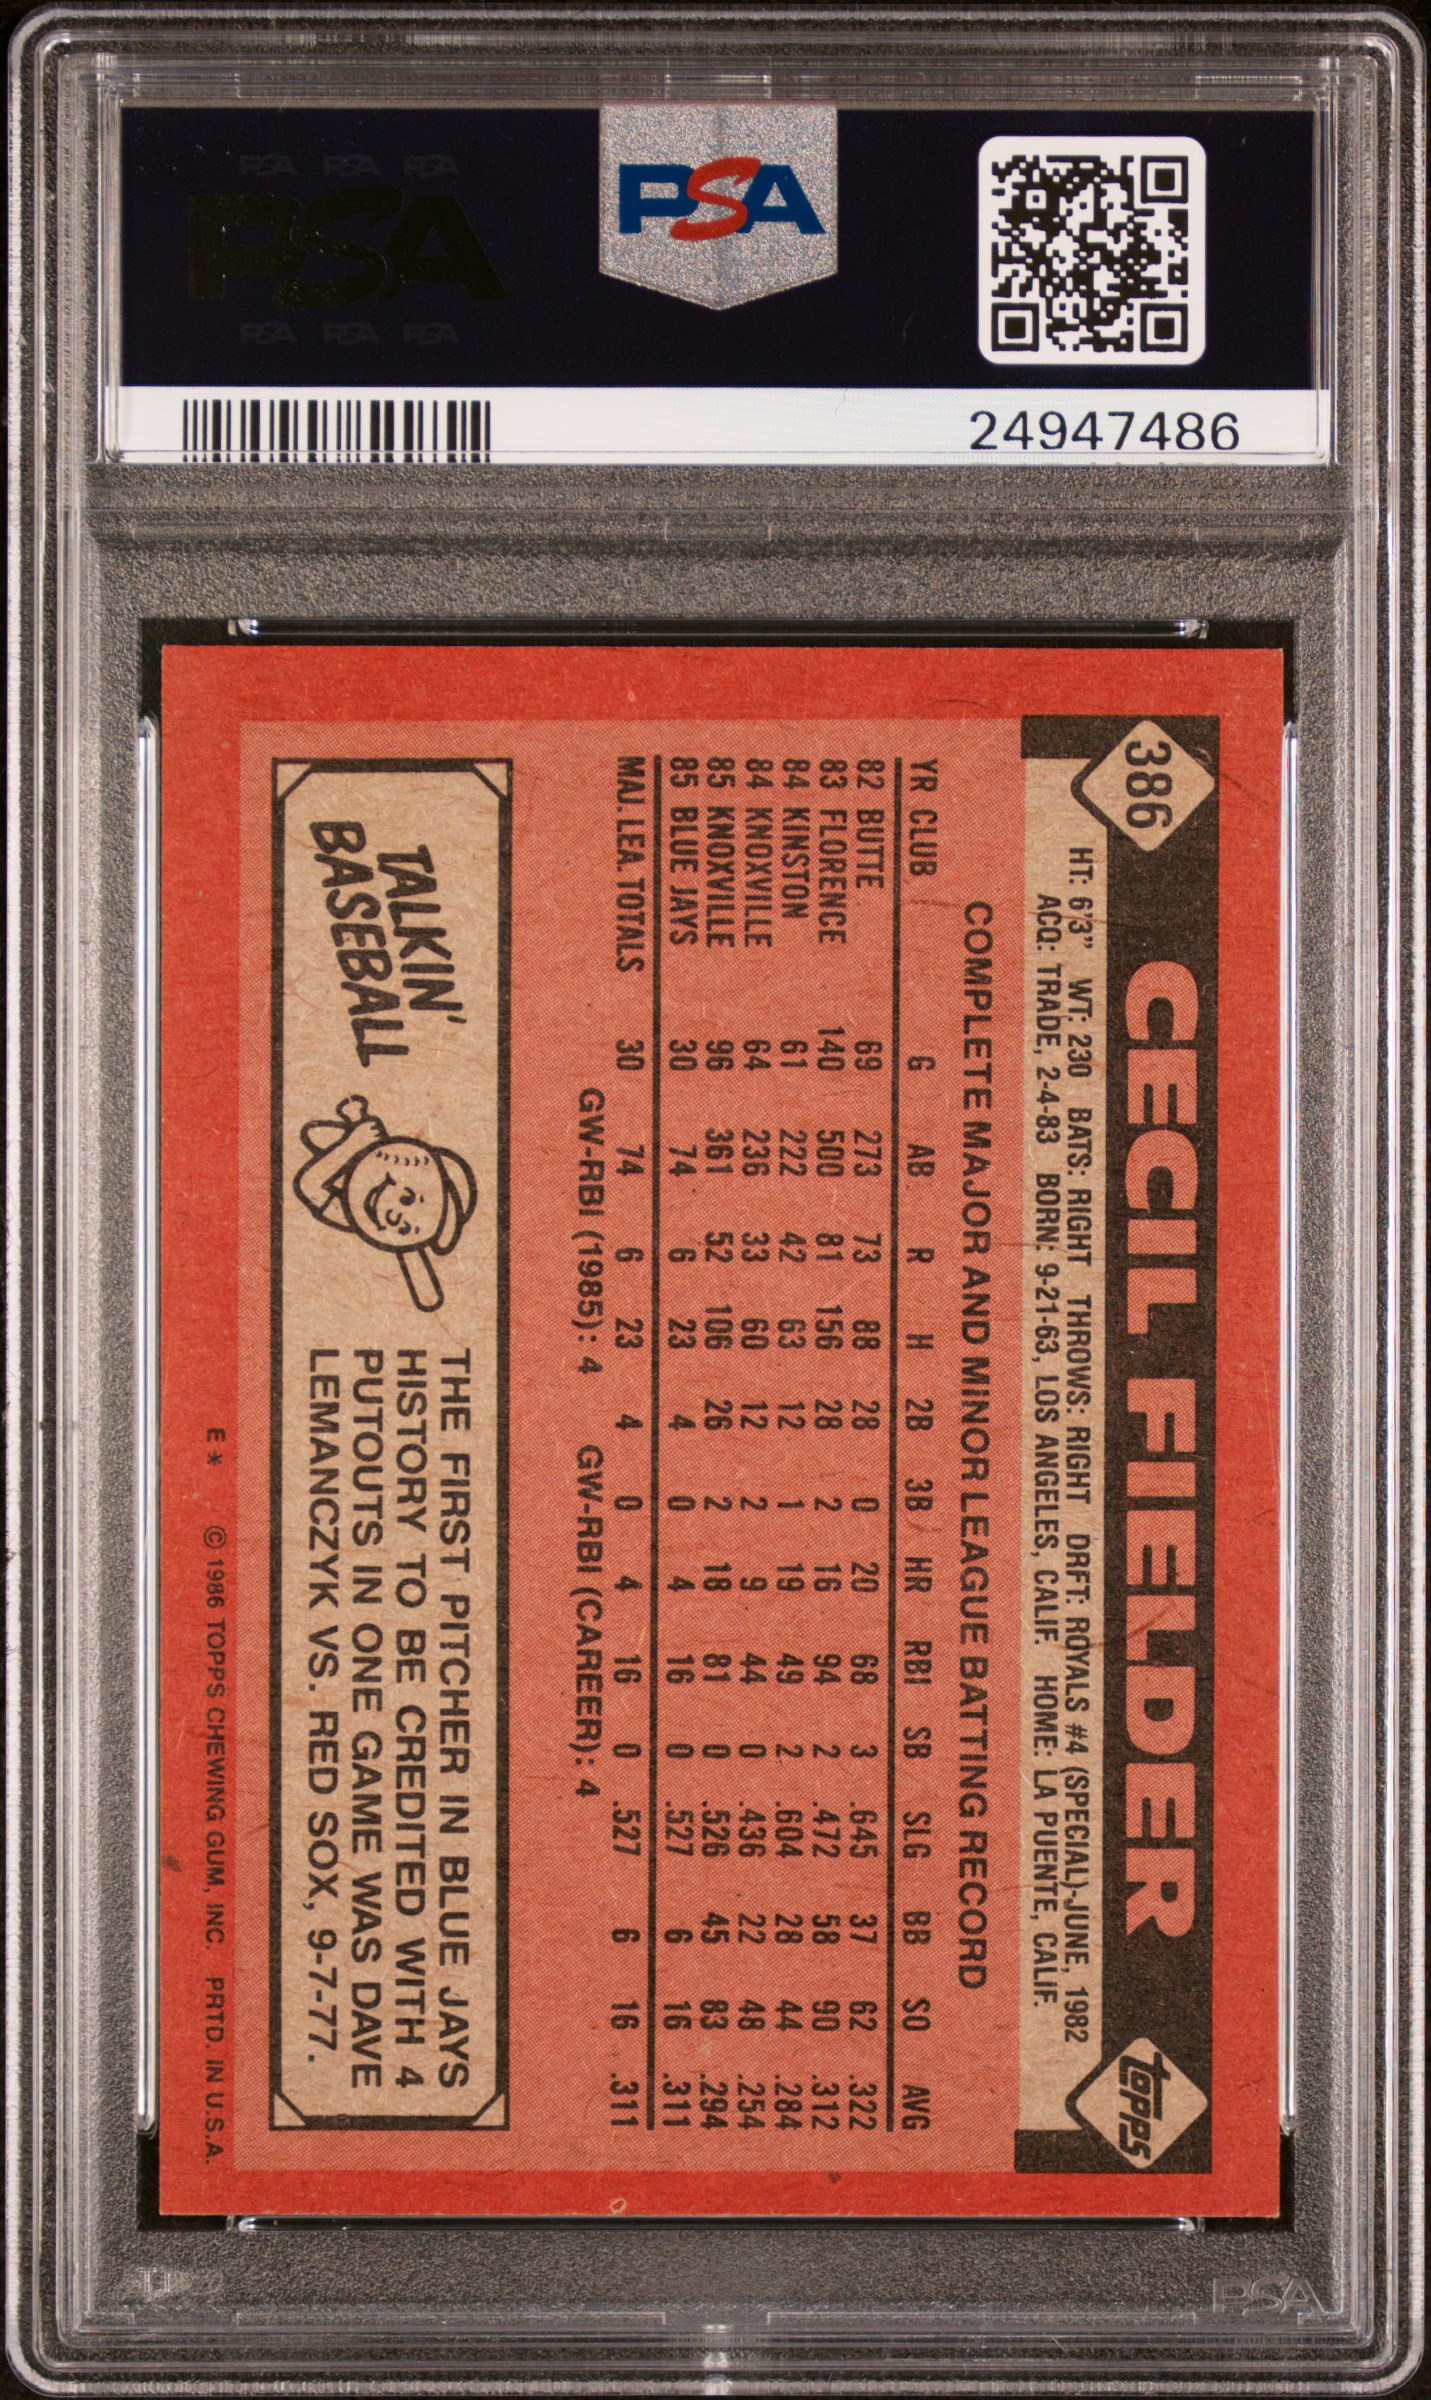 PSA PSA PSA
PSA
PSA PSA PSA
PSA
24947486
386
CECIL FIELDER
topps
HT: 6'3" WT: 230 BATS: RIGHT THROWS: RIGHT DRFT: ROYALS #4 (SPECIAL)-JUNE, 1982
ACQ: TRADE, 2-4-83 BORN: 9-21-63, LOS ANGELES, CALIF. HOME: LA PUENTE, CALIF.
COMPLETE MAJOR AND MINOR LEAGUE BATTING RECORD
YR CLUB G AB R H 2B 3B HR RBI SB SLG BB SO AVG
82 BUTTE 69 273 73 88 28 0 20 68 3 .645 37 62 .322
83 FLORENCE 140 500 81 156 28 2 16 94 2 .472 58 90 .312
84 KINSTON 61 222 42 63 12 1 19 49 2 .604 28 44 .284
84 KNOXVILLE 64 236 33 60 12 2 9 44 0 .436 22 48 .254
85 KNOXVILLE 96 361 52 106 26 2 18 81 0 .526 45 83 .294
85 BLUE JAYS 30 74 6 23 4 0 4 16 0 .527 6 16 .311
MAJ. LEA. TOTALS 30 74 6 23 4 0 4 16 0 .527 6 16 .311
GW-RBI (1985): 4 GW-RBI (CAREER): 4
TALKIN'
BASEBALL
THE FIRST PITCHER IN BLUE JAYS
HISTORY TO BE CREDITED WITH 4
PUTOUTS IN ONE GAME WAS DAVE
LEMANCZYK VS. RED SOX, 9-7-77.
E* © 1986 TOPPS CHEWING GUM, INC. PRTD. IN U.S.A.
PSA